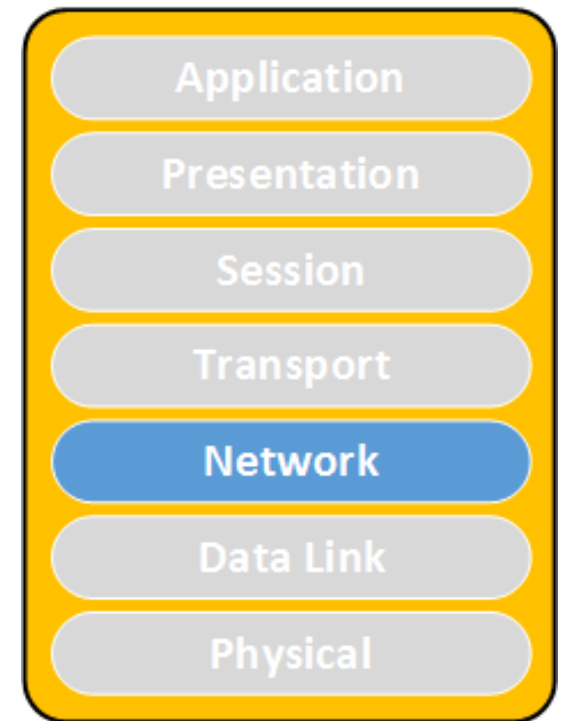 Application
Presentation
Session
Transport
Network
Data Link
Physical